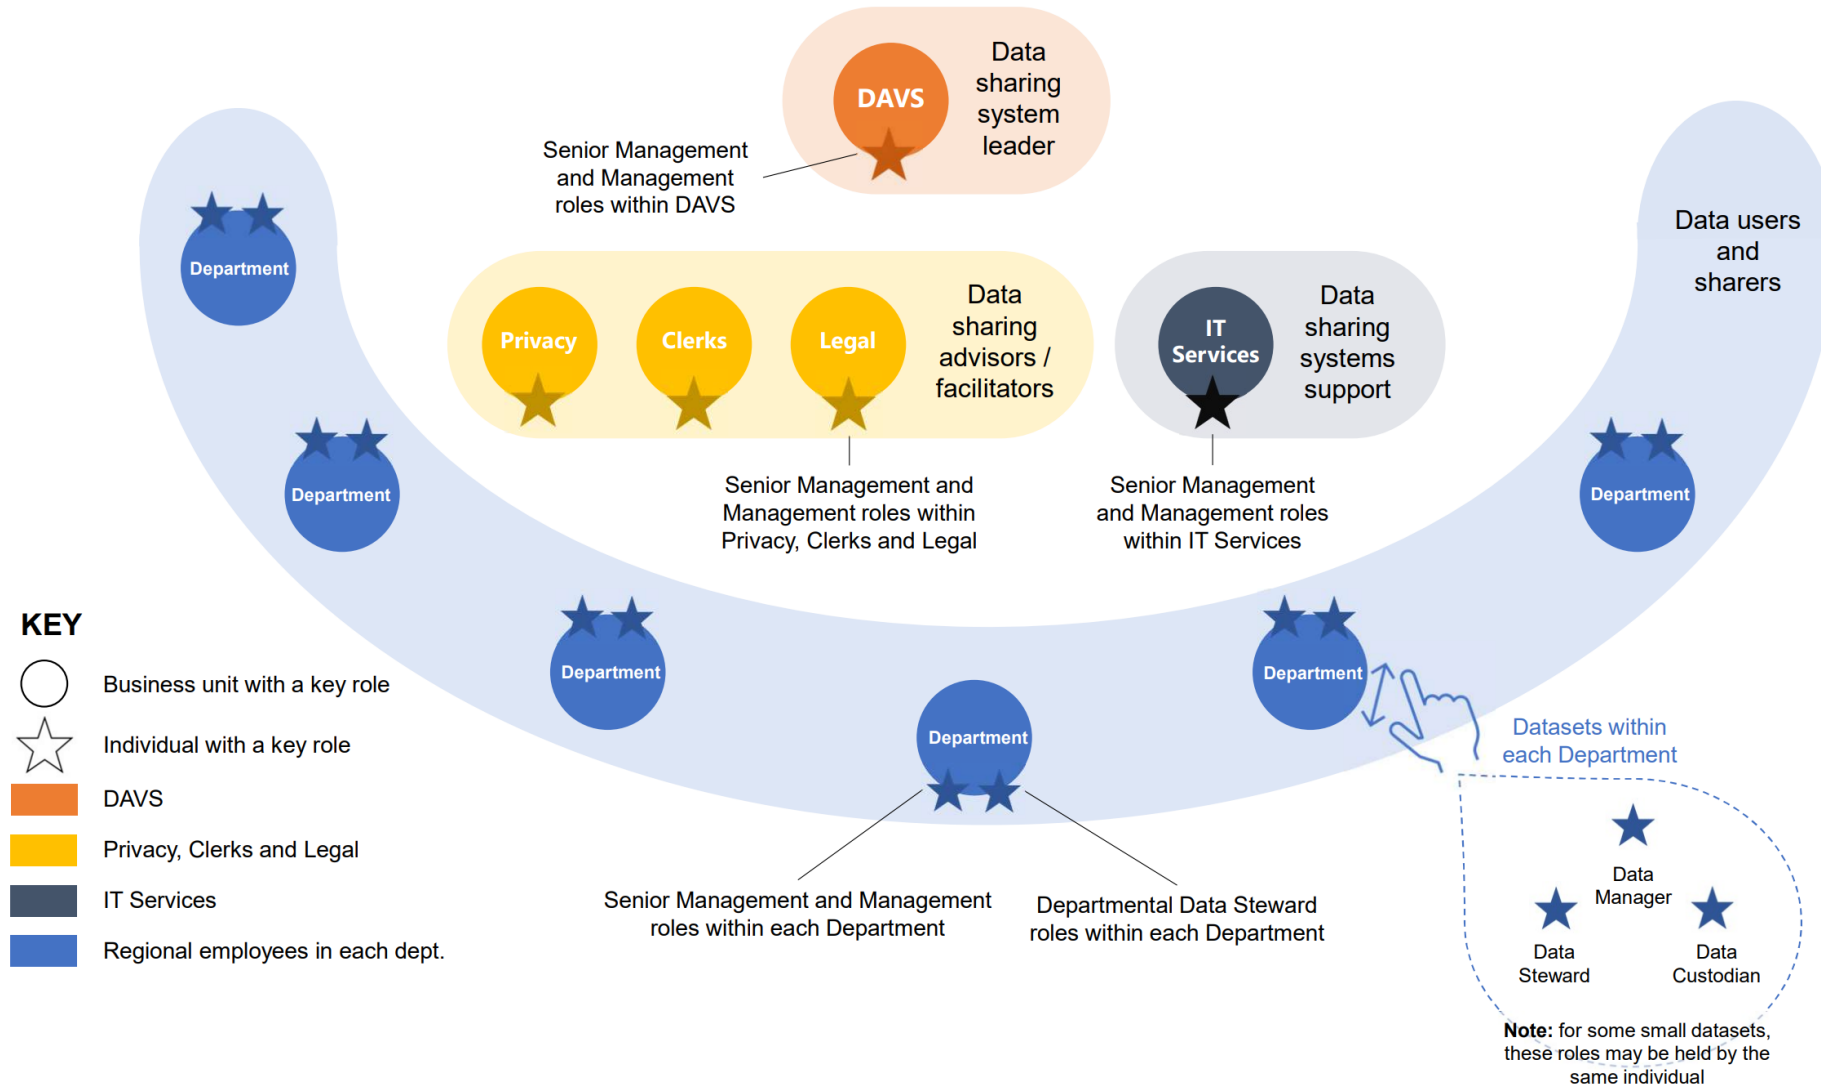 DAVS
Data
sharing
system
leader
Senior Management
and Management
roles within DAVS
Department
Data users
and
sharers
Privacy
Clerks
Legal
Data
sharing
advisors /
facilitators
IT
Services
Data
sharing
systems
support
Senior Management and
Management roles within
Privacy, Clerks and Legal
Senior Management
and Management roles
within IT Services
Department
Department
Department
Department
Department
Datasets within
each Department
Data
Manager
Data
Steward
Data
Custodian
Note: for some small datasets,
these roles may be held by the
same individual
Senior Management and Management
roles within each Department
Departmental Data Steward
roles within each Department
KEY
Business unit with a key role
Individual with a key role
DAVS
Privacy, Clerks and Legal
IT Services
Regional employees in each dept.